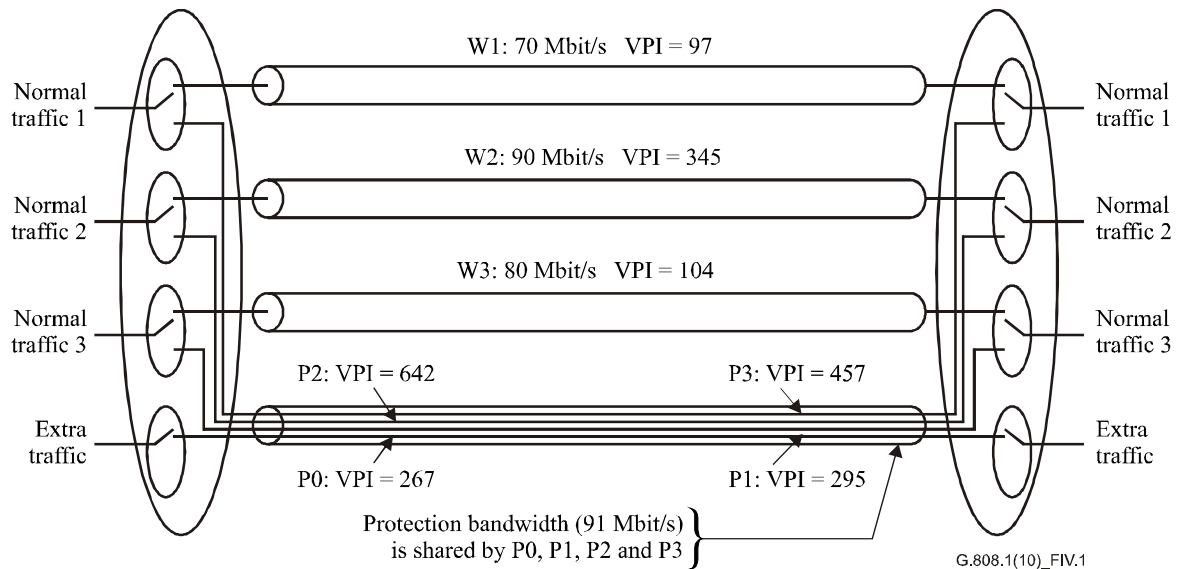 W1: 70 Mbit/s VPI = 97
Normal
traffic 1
Normal
traffic 1
W2: 90 Mbit/s VPI = 345
Normal
traffic 2
Normal
traffic 2
W3: 80 Mbit/s VPI = 104
Normal
traffic 3
Normal
traffic 3
P2: VPI = 642
P3: VPI = 457
Extra
traffic
Extra
traffic
P0: VPI = 267
P1: VPI = 295
Protection bandwidth (91 Mbit/s)
is shared by P0, P1, P2 and P3
G.808.1(10)_FIV.1